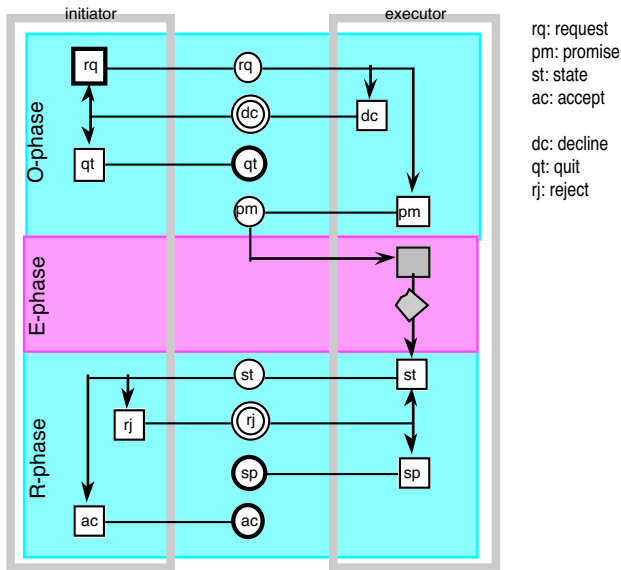 initiator
executor
rq: request
pm: promise
st: state
ac: accept
dc: decline
qt: quit
rj: reject
O-phase
rq
rq
dc
dc
qt
qt
pm
pm
E-phase
R-phase
st
st
rj
rj
sp
sp
ac
ac